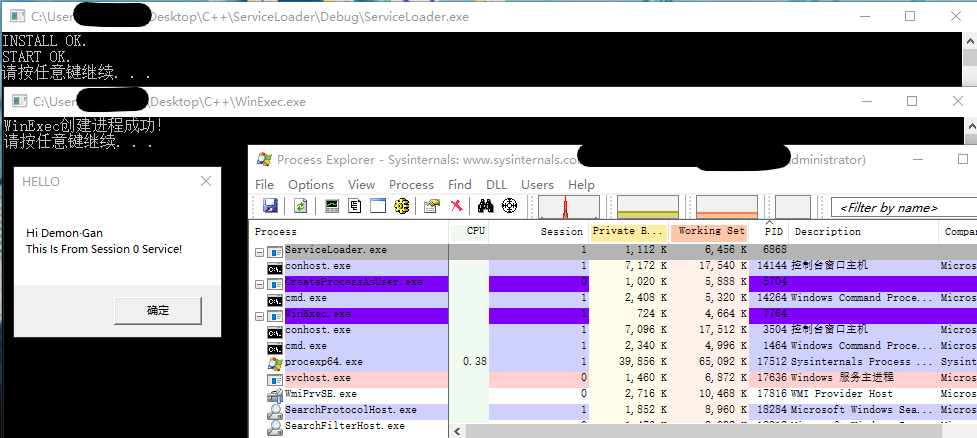 C:\User Desktop\C++\ServiceLoader\Debug\ServiceLoader.exe
INSTALL OK.
START OK.
请按任意键继续. . .
C:\User Desktop\C++\WinExec.exe
WinExec创建进程成功!
请按任意键继续. . .
HELLO
Hi Demon·Gan
This Is From Session 0 Service!
确定
Process Explorer - Sysinternals: www.sysinternals.co dministrator)
File Options View Process Find DLL Users Help
<Filter by name>
Process CPU Session Private B... Working Set PID Description Compa
ServiceLoader.exe 1 1,112 K 6,456 K 6868
conhost.exe 1 7,172 K 17,540 K 14144 控制台窗口主机 Micros
CreateProcessAsUser.exe 0 1,020 K 5,888 K 5704
cmd.exe 1 2,408 K 5,320 K 14264 Windows Command Proce... Micros
WinExec.exe 1 724 K 4,664 K 7764
conhost.exe 1 7,096 K 17,512 K 3504 控制台窗口主机 Micros
cmd.exe 1 2,340 K 4,996 K 1464 Windows Command Proce... Micros
procexp64.exe 0.38 1 39,856 K 65,092 K 17512 Sysinternals Process ... Sysint
svchost.exe 0 1,460 K 6,872 K 17636 Windows 服务主进程 Micros
WmiPrvSE.exe 0 2,716 K 10,468 K 17816 WMI Provider Host Micros
SearchProtocolHost.exe 1 1,852 K 8,960 K 18284 Microsoft Windows Sea... Micros
SearchFilterHost.exe